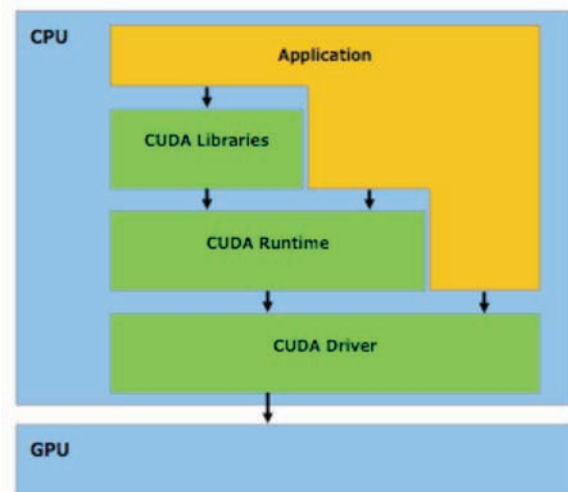 CPU
Application
CUDA Libraries
CUDA Runtime
CUDA Driver
GPU